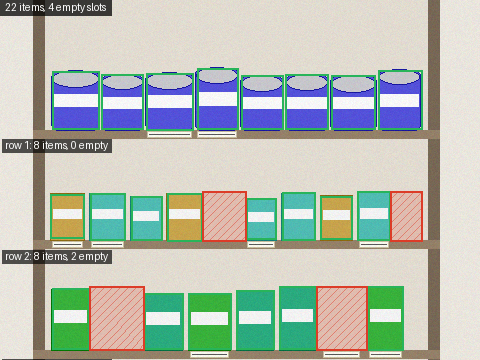 22 items, 4 empty slots
row 1: 8 items, 0 empty
row 2: 8 items, 2 empty